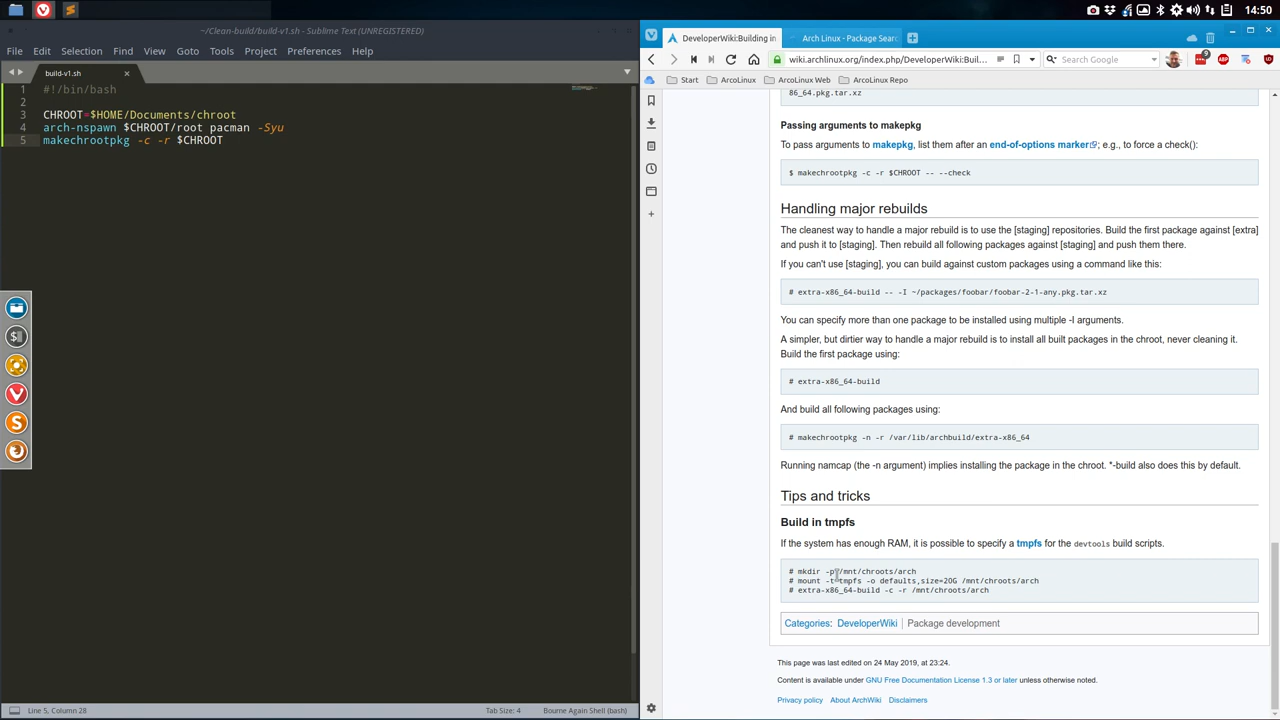 14:50
~/Clean-build/build-v1.sh - Sublime Text (UNREGISTERED)
File Edit Selection Find View Goto Tools Project Preferences Help
build-v1.sh
1 #!/bin/bash
2
3 CHROOT=$HOME/Documents/chroot
4 arch-nspawn $CHROOT/root pacman -Syu
5 makechrootpkg -c -r $CHROOT
Line 5, Column 28
Tab Size: 4
Bourne Again Shell (bash)
DeveloperWiki:Building in
Arch Linux - Package Searc
wiki.archlinux.org/index.php/DeveloperWiki:Buil...
Search Google
9
ABP
Start ArcoLinux ArcoLinux Web ArcoLinux Repo
86_64.pkg.tar.xz
Passing arguments to makepkg
To pass arguments to makepkg, list them after an end-of-options marker; e.g., to force a check():
$ makechrootpkg -c -r $CHROOT -- --check
Handling major rebuilds
The cleanest way to handle a major rebuild is to use the [staging] repositories. Build the first package against [extra]
and push it to [staging]. Then rebuild all following packages against [staging] and push them there.
If you can't use [staging], you can build against custom packages using a command like this:
# extra-x86_64-build -- -I ~/packages/foobar/foobar-2-1-any.pkg.tar.xz
You can specify more than one package to be installed using multiple -I arguments.
A simpler, but dirtier way to handle a major rebuild is to install all built packages in the chroot, never cleaning it.
Build the first package using:
# extra-x86_64-build
And build all following packages using:
# makechrootpkg -n -r /var/lib/archbuild/extra-x86_64
Running namcap (the -n argument) implies installing the package in the chroot. *-build also does this by default.
Tips and tricks
Build in tmpfs
If the system has enough RAM, it is possible to specify a tmpfs for the devtools build scripts.
# mkdir -p /mnt/chroots/arch
# mount -t tmpfs -o defaults,size=20G /mnt/chroots/arch
# extra-x86_64-build -c -r /mnt/chroots/arch
Categories: DeveloperWiki | Package development
This page was last edited on 24 May 2019, at 23:24.
Content is available under GNU Free Documentation License 1.3 or later unless otherwise noted.
Privacy policy About ArchWiki Disclaimers